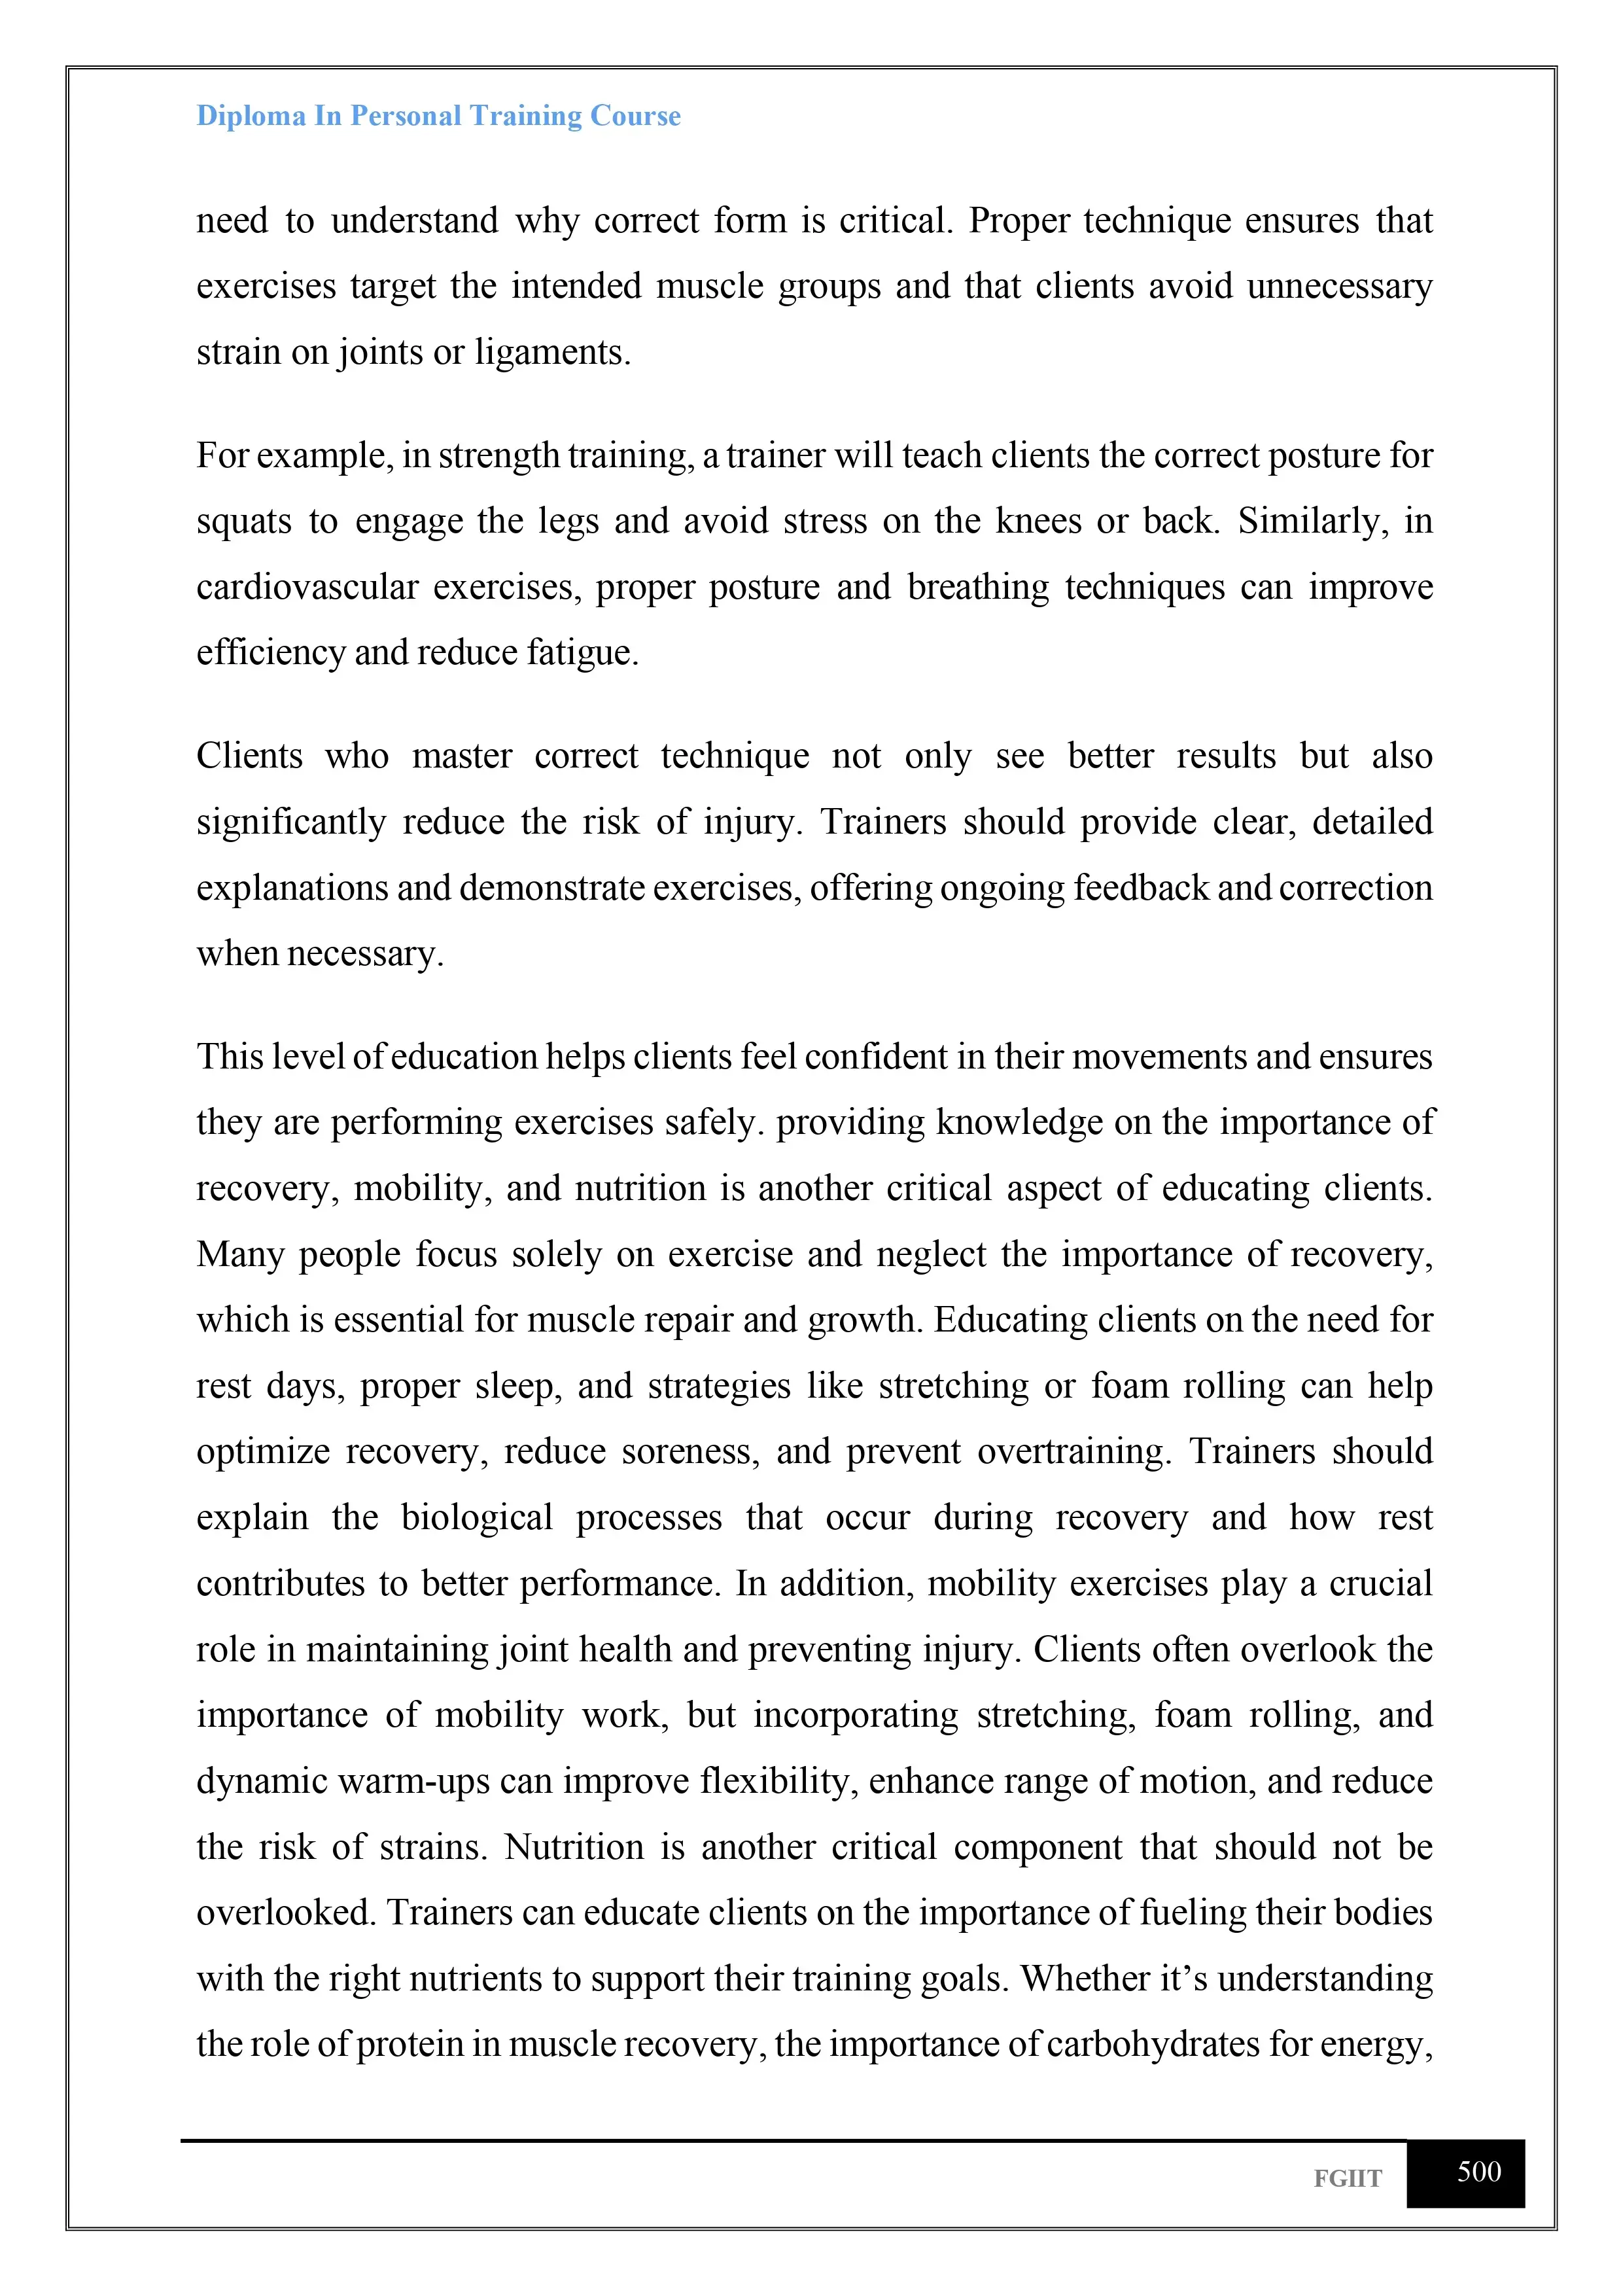 Diploma In Personal Training Course
need to understand why correct form is critical. Proper technique ensures that
exercises target the intended muscle groups and that clients avoid unnecessary
strain on joints or ligaments.
For example, in strength training, a trainer will teach clients the correct posture for
squats to engage the legs and avoid stress on the knees or back. Similarly, in
cardiovascular exercises, proper posture and breathing techniques can improve
efficiency and reduce fatigue.
Clients who master correct technique not only see better results but also
significantly reduce the risk of injury. Trainers should provide clear, detailed
explanations and demonstrate exercises, offering ongoing feedback and correction
when necessary.
This level of education helps clients feel confident in their movements and ensures
they are performing exercises safely. providing knowledge on the importance of
recovery, mobility, and nutrition is another critical aspect of educating clients.
Many people focus solely on exercise and neglect the importance of recovery,
which is essential for muscle repair and growth. Educating clients on the need for
rest days, proper sleep, and strategies like stretching or foam rolling can help
optimize recovery, reduce soreness, and prevent overtraining. Trainers should
explain the biological processes that occur during recovery and how rest
contributes to better performance. In addition, mobility exercises play a crucial
role in maintaining joint health and preventing injury. Clients often overlook the
importance of mobility work, but incorporating stretching, foam rolling, and
dynamic warm-ups can improve flexibility, enhance range of motion, and reduce
the risk of strains. Nutrition is another critical component that should not be
overlooked. Trainers can educate clients on the importance of fueling their bodies
with the right nutrients to support their training goals. Whether it’s understanding
the role of protein in muscle recovery, the importance of carbohydrates for energy,
FGIIT 500